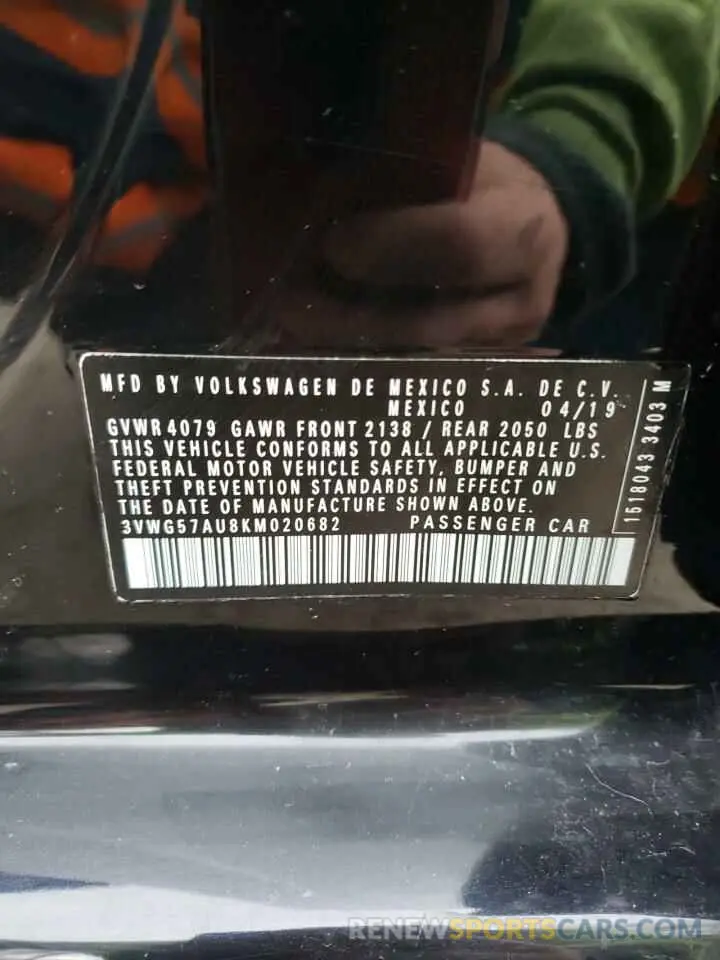 MFD BY VOLKSWAGEN DE MEXICO S.A. DE C.V.
MEXICO 04/19
GVWR 4079 GAWR FRONT 2138 / REAR 2050 LBS
THIS VEHICLE CONFORMS TO ALL APPLICABLE U.S.
FEDERAL MOTOR VEHICLE SAFETY, BUMPER AND
THEFT PREVENTION STANDARDS IN EFFECT ON
THE DATE OF MANUFACTURE SHOWN ABOVE.
3VWG57AU8KM020682 PASSENGER CAR
1518043 3403 M
RENEWSPORTSCARS.COM